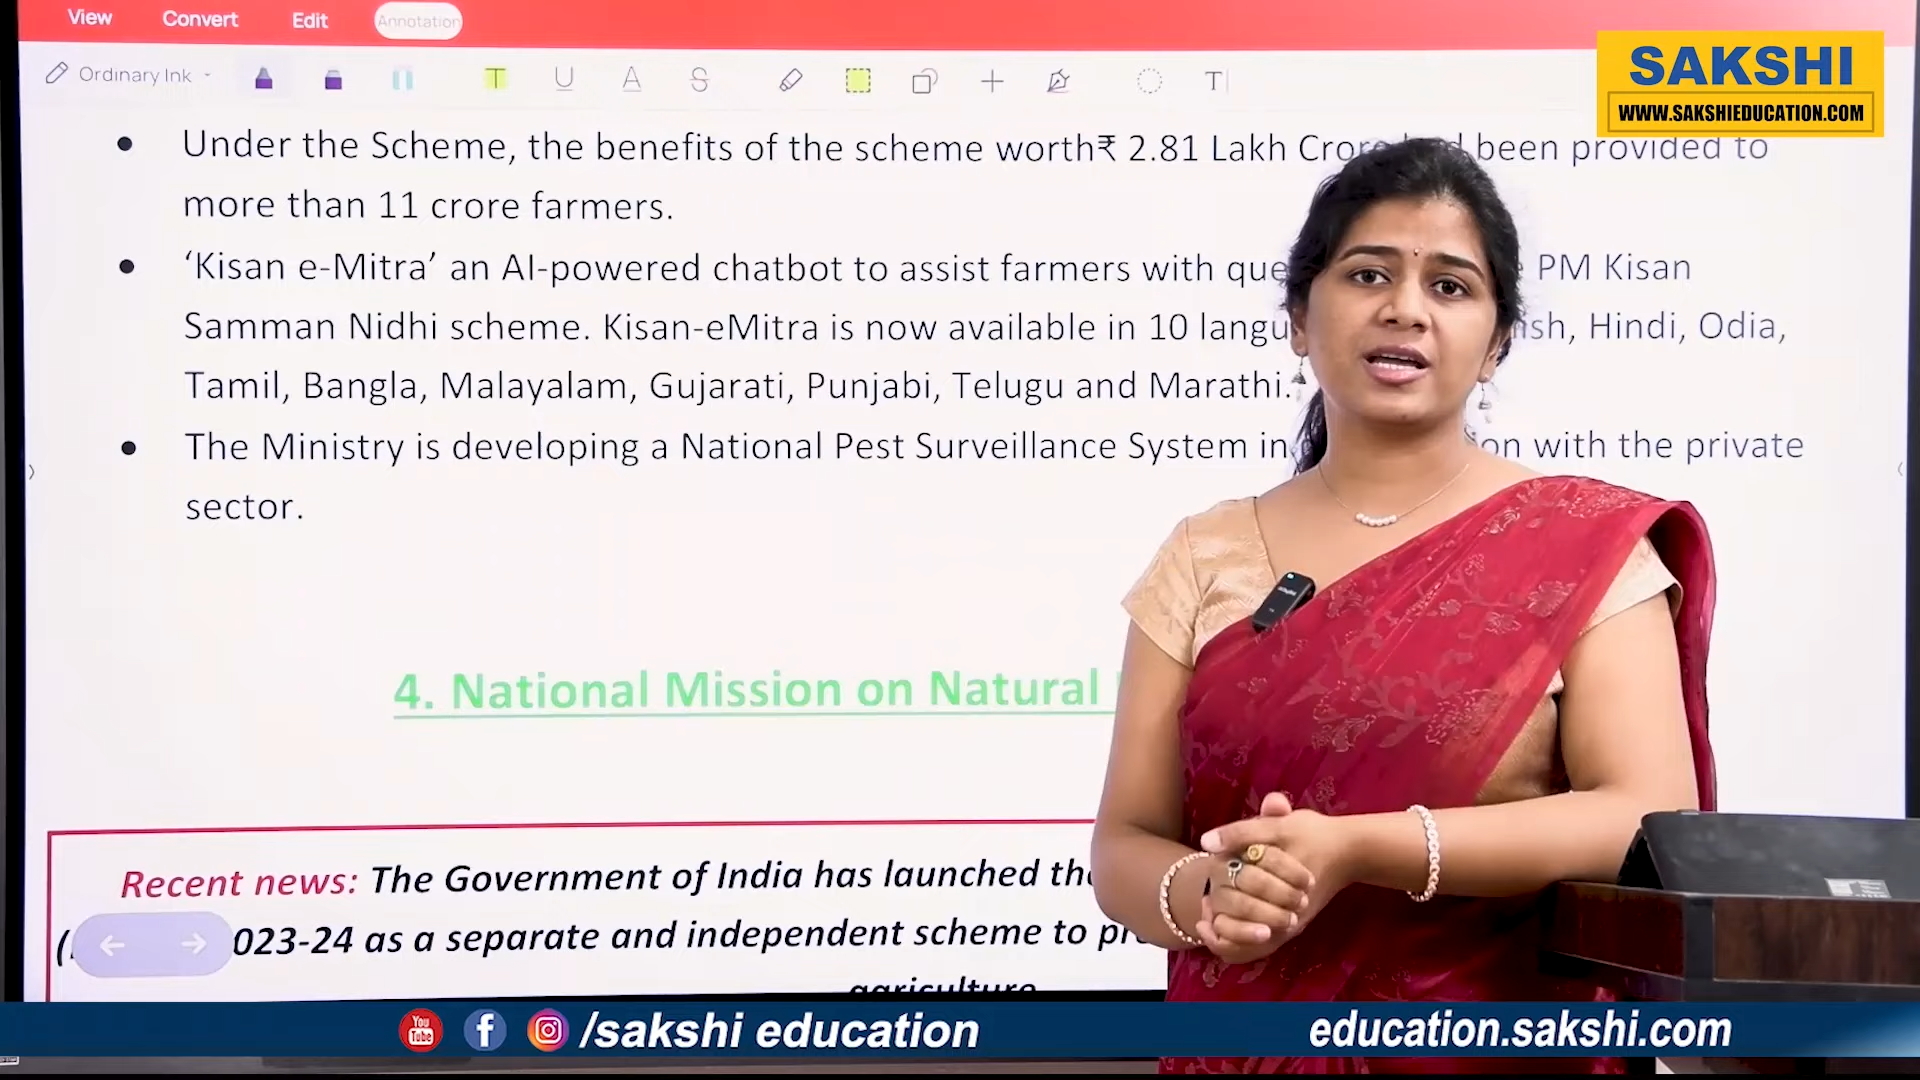 View Convert Edit Annotation
SAKSHI
WWW.SAKSHIEDUCATION.COM
Ordinary Ink
Under the Scheme, the benefits of the scheme worth₹ 2.81 Lakh Crore been provided to
more than 11 crore farmers.
‘Kisan e-Mitra’ an AI-powered chatbot to assist farmers with que PM Kisan
Samman Nidhi scheme. Kisan-eMitra is now available in 10 langu Hindi, Odia,
Tamil, Bangla, Malayalam, Gujarati, Punjabi, Telugu and Marathi.
The Ministry is developing a National Pest Surveillance System in with the private
sector.
4. National Mission on Natural
Recent news: The Government of India has launched the
023-24 as a separate and independent scheme to pr
agriculture
You Tube f /sakshi education education.sakshi.com